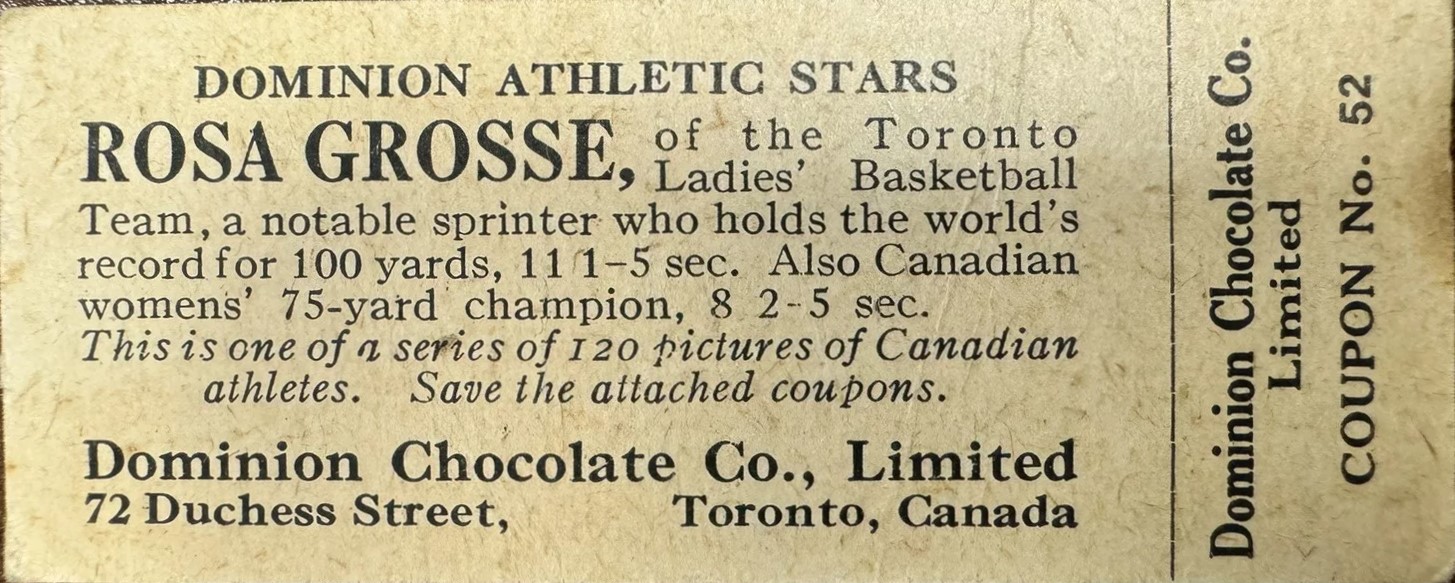 DOMINION ATHLETIC STARS
ROSA GROSSE, of the Toronto
Ladies' Basketball
Team, a notable sprinter who holds the world's
record for 100 yards, 11 1-5 sec. Also Canadian
womens' 75-yard champion, 8 2-5 sec.
This is one of a series of 120 pictures of Canadian
athletes. Save the attached coupons.
Dominion Chocolate Co., Limited
72 Duchess Street, Toronto, Canada
Dominion Chocolate Co.
Limited
COUPON No. 52